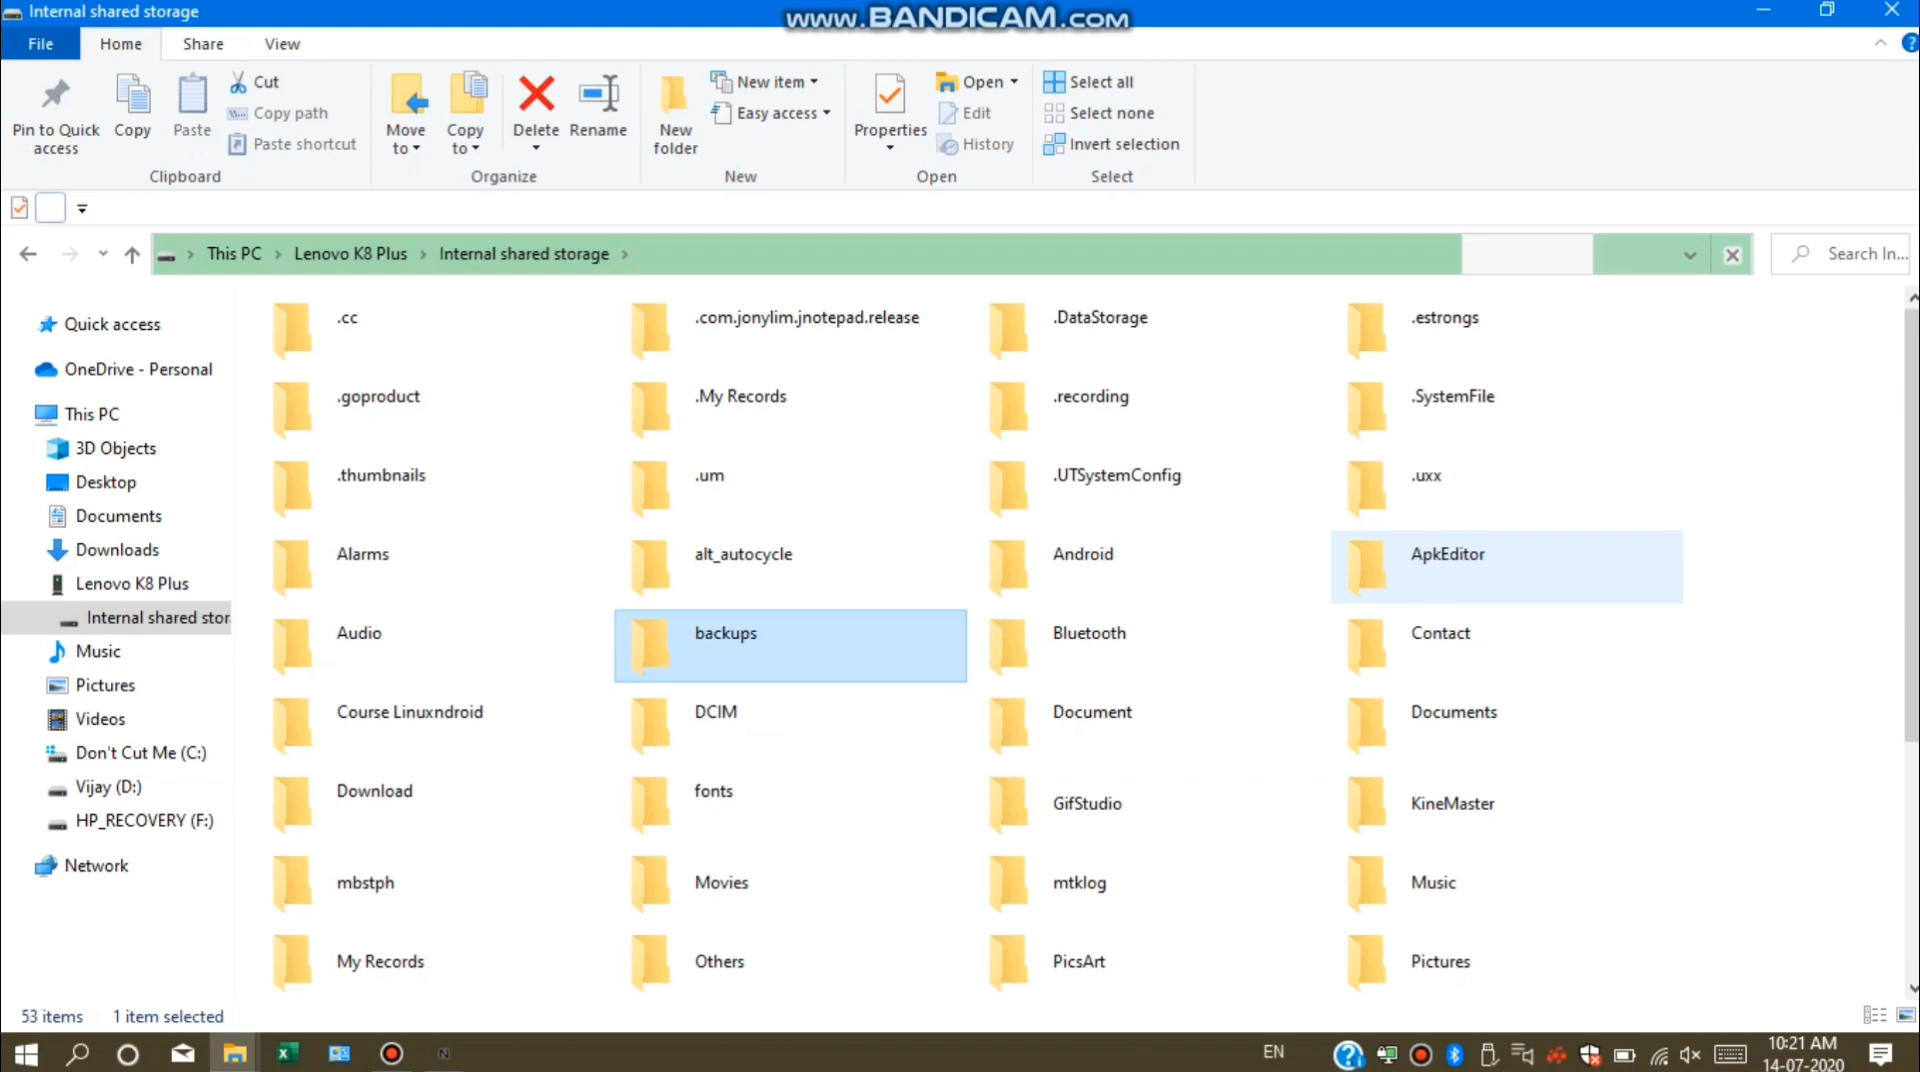 Internal shared storage
www.BANDICAM.com
File
Home
Share
View
Pin to Quick access
Copy
Paste
Cut
Copy path
Paste shortcut
Clipboard
Move to
Copy to
Delete
Rename
Organize
New folder
New item
Easy access
New
Properties
Open
Edit
History
Open
Select all
Select none
Invert selection
Select
This PC
Lenovo K8 Plus
Internal shared storage
Search In...
Quick access
OneDrive - Personal
This PC
3D Objects
Desktop
Documents
Downloads
Lenovo K8 Plus
Internal shared stor
Music
Pictures
Videos
Don't Cut Me (C:)
Vijay (D:)
HP_RECOVERY (F:)
Network
.cc
.com.jonylim.jnotepad.release
.DataStorage
.estrongs
.goproduct
.My Records
.recording
.SystemFile
.thumbnails
.um
.UTSystemConfig
.uxx
Alarms
alt_autocycle
Android
ApkEditor
Audio
backups
Bluetooth
Contact
Course Linuxndroid
DCIM
Document
Documents
Download
fonts
GifStudio
KineMaster
mbstph
Movies
mtklog
Music
My Records
Others
PicsArt
Pictures
53 items
1 item selected
EN
10:21 AM
14-07-2020